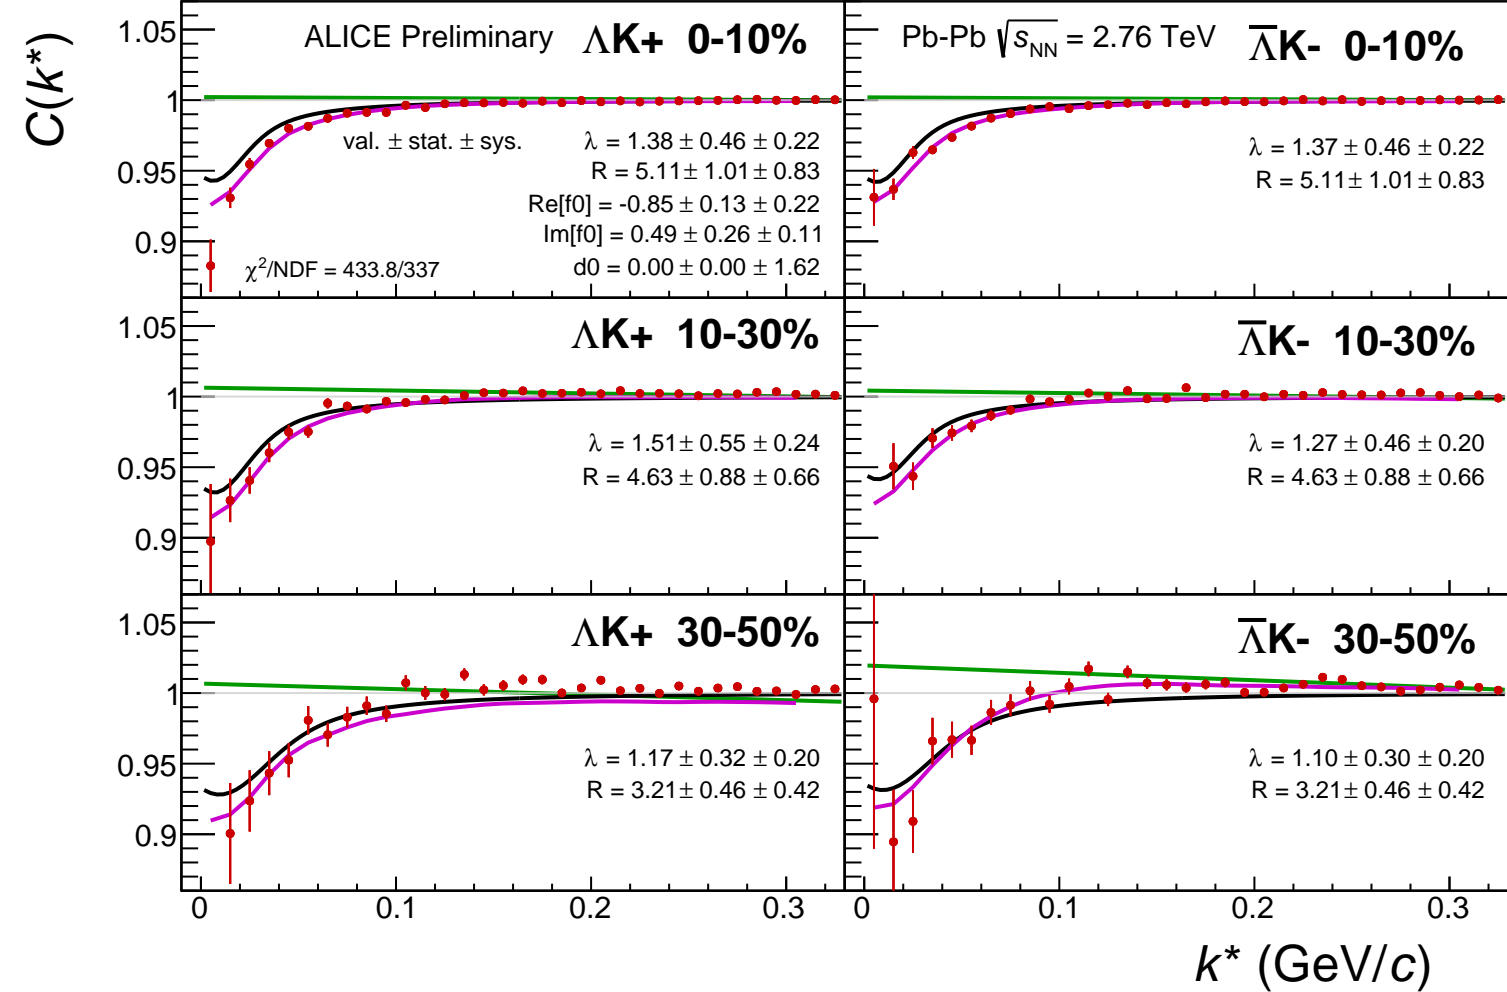 C(k*)
ALICE Preliminary ΛK+ 0-10%
1.05
1
0.95
0.9
val. ± stat. ± sys.
λ = 1.38 ± 0.46 ± 0.22
R = 5.11 ± 1.01 ± 0.83
Re[f0] = -0.85 ± 0.13 ± 0.22
Im[f0] = 0.49 ± 0.26 ± 0.11
d0 = 0.00 ± 0.00 ± 1.62
χ²/NDF = 433.8/337
Pb-Pb √s_NN = 2.76 TeV Λ̅K- 0-10%
λ = 1.37 ± 0.46 ± 0.22
R = 5.11 ± 1.01 ± 0.83
ΛK+ 10-30%
1.05
1
0.95
0.9
λ = 1.51 ± 0.55 ± 0.24
R = 4.63 ± 0.88 ± 0.66
Λ̅K- 10-30%
λ = 1.27 ± 0.46 ± 0.20
R = 4.63 ± 0.88 ± 0.66
ΛK+ 30-50%
1.05
1
0.95
0.9
λ = 1.17 ± 0.32 ± 0.20
R = 3.21 ± 0.46 ± 0.42
Λ̅K- 30-50%
λ = 1.10 ± 0.30 ± 0.20
R = 3.21 ± 0.46 ± 0.42
0 0.1 0.2 0.3
0 0.1 0.2 0.3
k* (GeV/c)